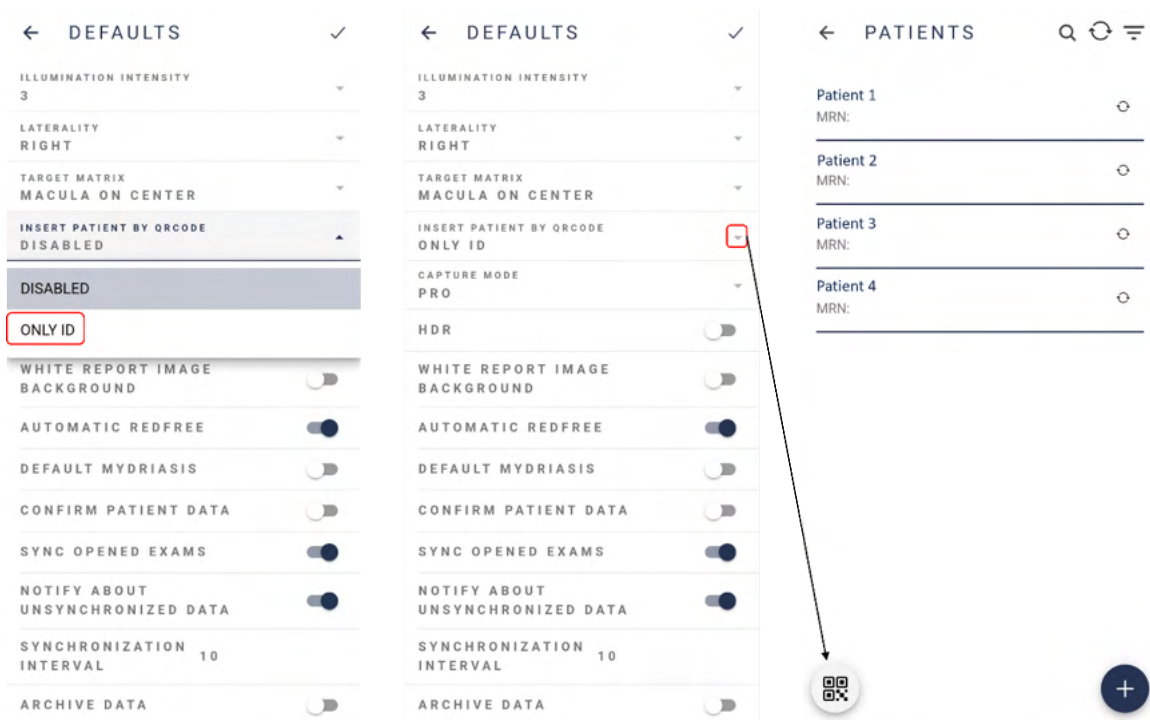 DEFAULTS
ILLUMINATION INTENSITY
3
LATERALITY
RIGHT
TARGET MATRIX
MACULA ON CENTER
INSERT PATIENT BY QRCODE
DISABLED
DISABLED
ONLY ID
WHITE REPORT IMAGE
BACKGROUND
AUTOMATIC REDFREE
DEFAULT MYDRIASIS
CONFIRM PATIENT DATA
SYNC OPENED EXAMS
NOTIFY ABOUT
UNSYNCHRONIZED DATA
SYNCHRONIZATION
INTERVAL 10
ARCHIVE DATA
DEFAULTS
ILLUMINATION INTENSITY
3
LATERALITY
RIGHT
TARGET MATRIX
MACULA ON CENTER
INSERT PATIENT BY QRCODE
ONLY ID
CAPTURE MODE
PRO
HDR
WHITE REPORT IMAGE
BACKGROUND
AUTOMATIC REDFREE
DEFAULT MYDRIASIS
CONFIRM PATIENT DATA
SYNC OPENED EXAMS
NOTIFY ABOUT
UNSYNCHRONIZED DATA
SYNCHRONIZATION
INTERVAL 10
ARCHIVE DATA
PATIENTS
Patient 1
MRN:
Patient 2
MRN:
Patient 3
MRN:
Patient 4
MRN: